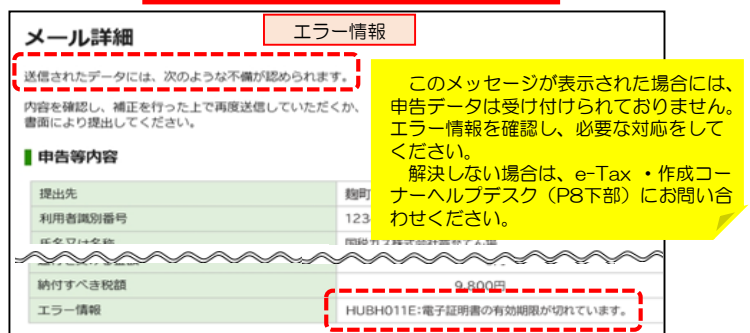 エラー情報
メール詳細
送信されたデータには、次のような不備が認められます。
内容を確認し、補正を行った上で再度送信していただくか、
書面により提出してください。
このメッセージが表示された場合には、
申告データは受け付けられておりません。
エラー情報を確認し、必要な対応をして
ください。
解決しない場合は、e-Tax ・作成コー
ナーヘルプデスク（P8下部）にお問い合
わせください。
申告等内容
提出先 麹町
利用者識別番号 123
納付すべき税額 9,800円
エラー情報 HUBH011E:電子証明書の有効期限が切れています。